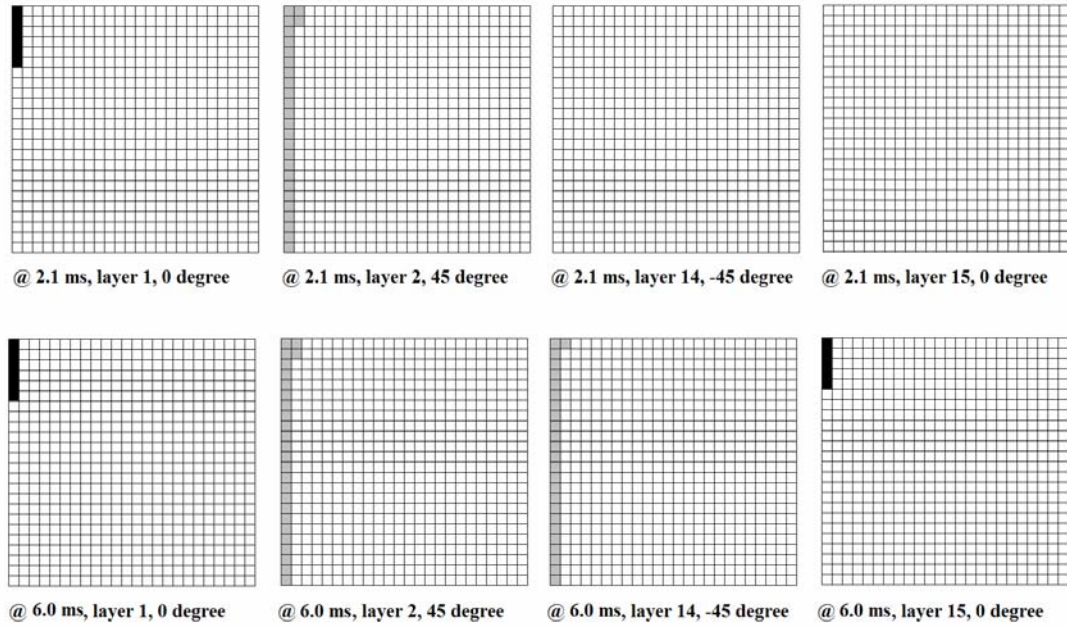 @ 2.1 ms, layer 1, 0 degree
@ 2.1 ms, layer 2, 45 degree
@ 2.1 ms, layer 14, -45 degree
@ 2.1 ms, layer 15, 0 degree
@ 6.0 ms, layer 1, 0 degree
@ 6.0 ms, layer 2, 45 degree
@ 6.0 ms, layer 14, -45 degree
@ 6.0 ms, layer 15, 0 degree